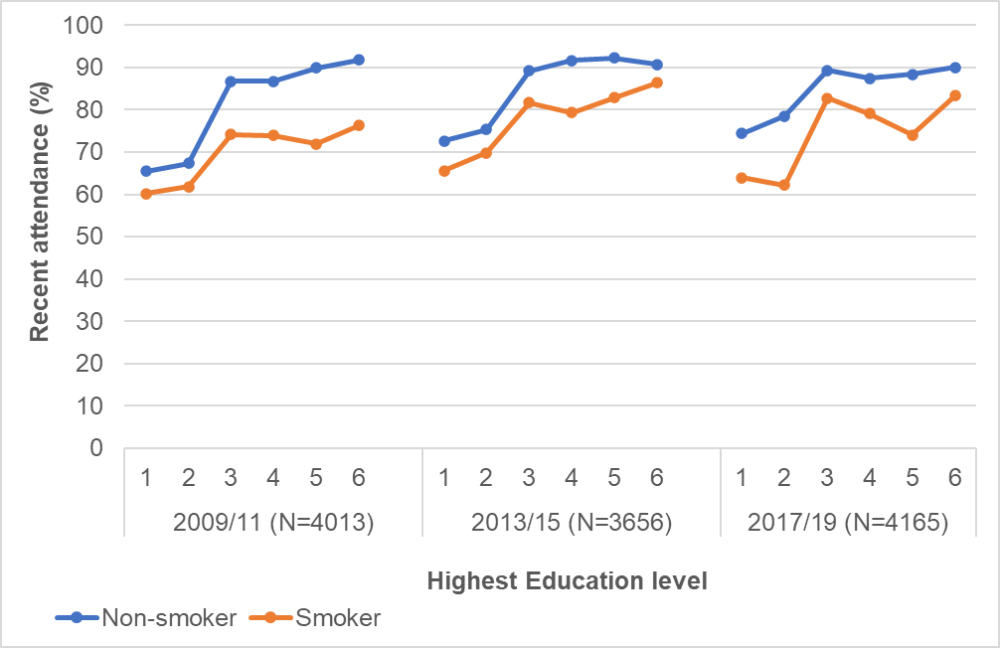 Recent attendance (%)
100
90
80
70
60
50
40
30
20
10
0
1 2 3 4 5 6 1 2 3 4 5 6 1 2 3 4 5 6
2009/11 (N=4013) 2013/15 (N=3656) 2017/19 (N=4165)
Highest Education level
Non-smoker Smoker